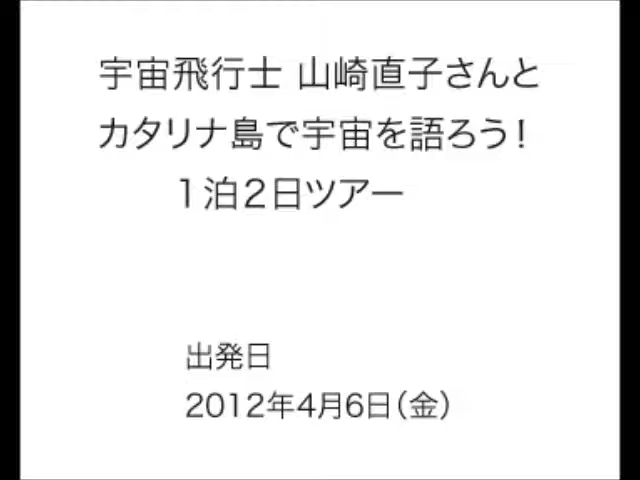 宇宙飛行士 山崎直子さんと
カタリナ島で宇宙を語ろう！
１泊２日ツアー
出発日
2012年4月6日（金）